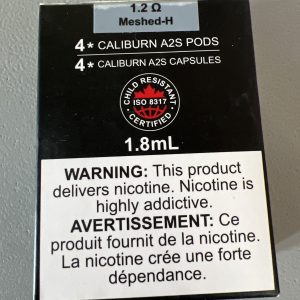 1.2 Ω
Meshed-H
4* CALIBURN A2S PODS
4* CALIBURN A2S CAPSULES
CHILD RESISTANT
ISO 8317
CERTIFIED
1.8mL
WARNING: This product
delivers nicotine. Nicotine is
highly addictive.
AVERTISSEMENT: Ce
produit fournit de la nicotine.
La nicotine crée une forte
dépendance.